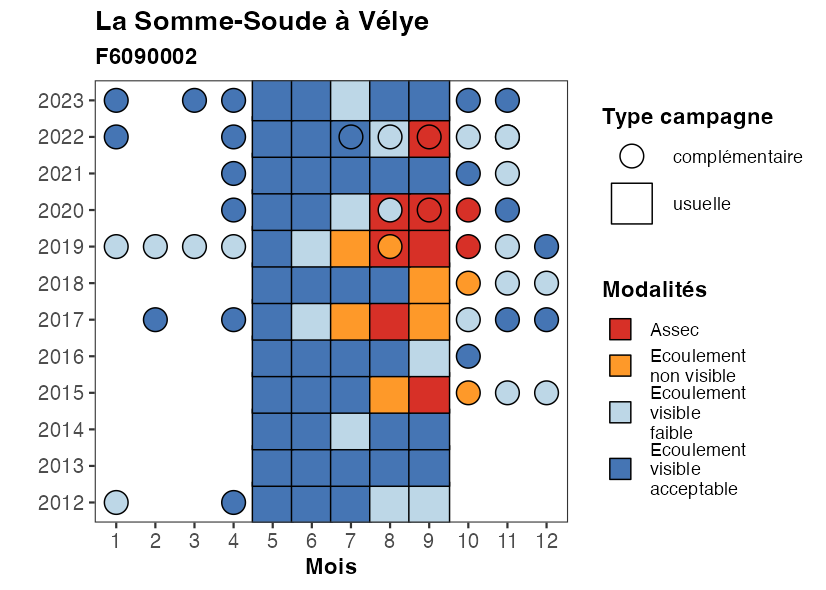 La Somme-Soude à Vélye
F6090002
2023
2022
2021
2020
2019
2018
2017
2016
2015
2014
2013
2012
1 2 3 4 5 6 7 8 9 10 11 12
Mois
Type campagne
complémentaire
usuelle
Modalités
Assec
Ecoulement
non visible
Ecoulement
visible
faible
Ecoulement
visible
acceptable